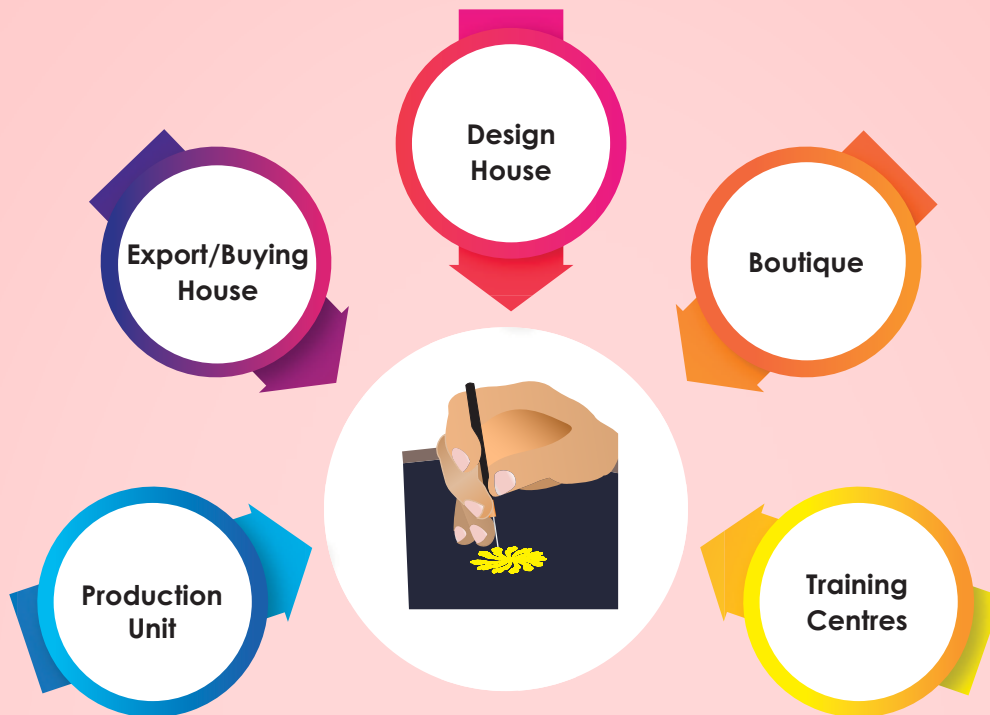 Design
House
Export/Buying
House
Boutique
Production
Unit
Training
Centres